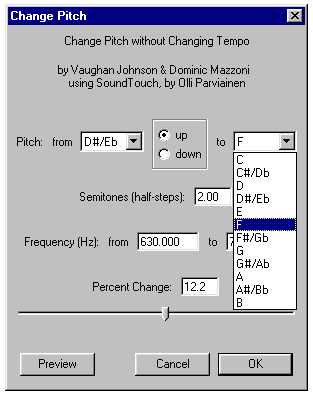 Change Pitch
Change Pitch without Changing Tempo
by Vaughan Johnson & Dominic Mazzoni
using SoundTouch, by Olli Parviainen
Pitch: from D#/Eb up down to F
C
C#/Db
D
D#/Eb
E
F
F#/Gb
G
G#/Ab
A
A#/Bb
B
Semitones (half-steps): 2.00
Frequency (Hz): from 630.000 to 7
Percent Change: 12.2
Preview Cancel OK